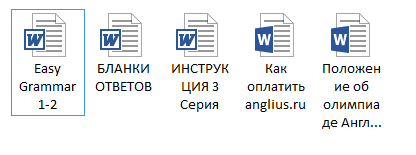 Easy
Grammar
1-2
БЛАНКИ
ОТВЕТОВ
ИНСТРУК
ЦИЯ 3
Серия
Как
оплатить
anglius.ru
Положен
ие об
олимпиа
де Англ...